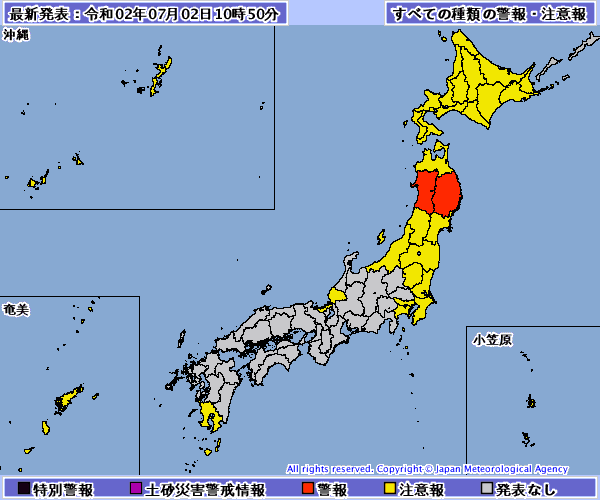 最新発表:令和02年07月02日10時50分
すべての種類の警報・注意報
沖縄
奄美
小笠原
All rights reserved. Copyright © Japan Meteorological Agency
特別警報
土砂災害警戒情報
警報
注意報
発表なし